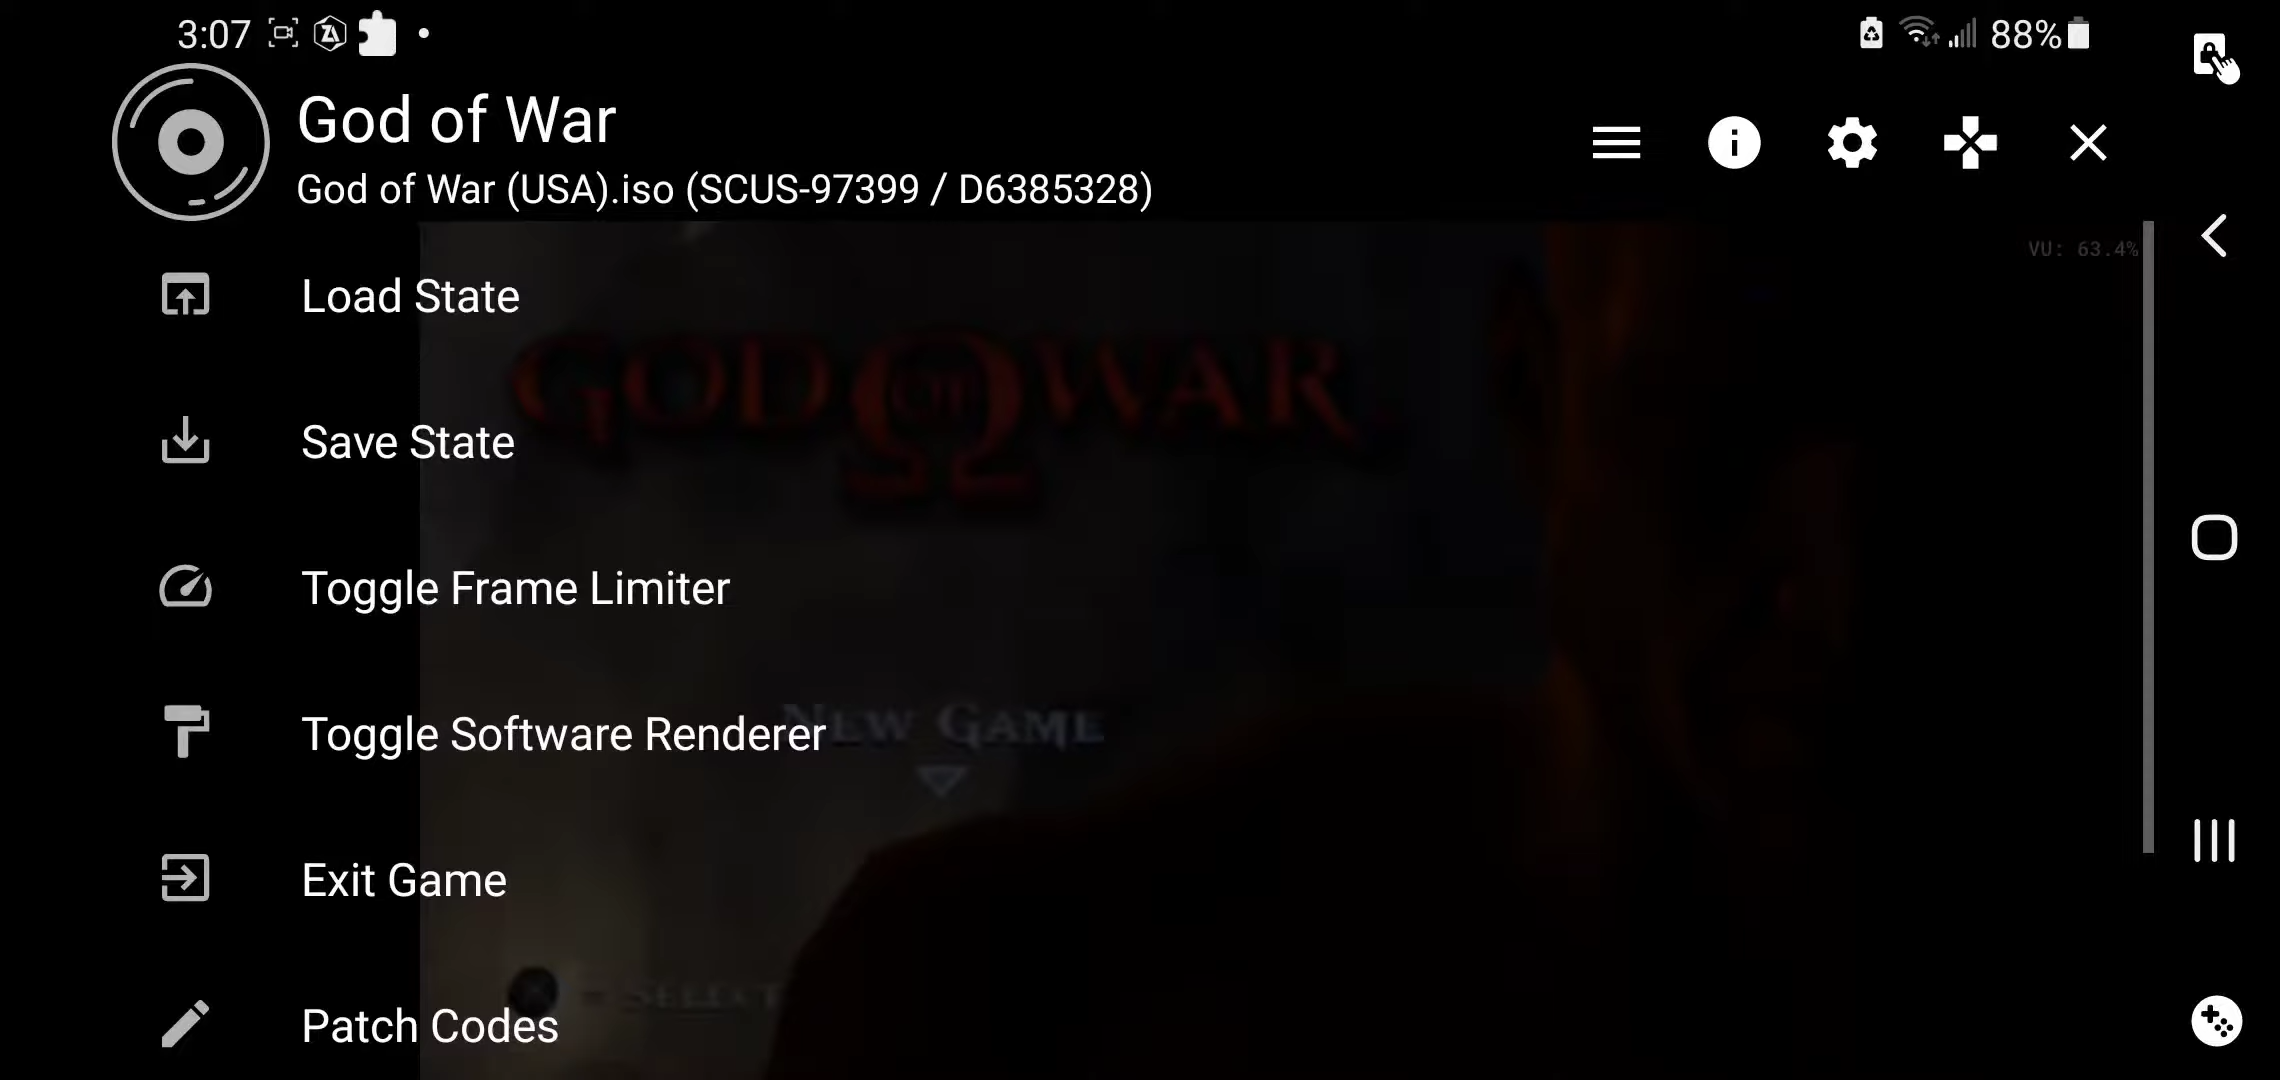 3:07 88%
God of War
God of War (USA).iso (SCUS-97399 / D6385328)
VU: 63.4%
Load State
GOD OF WAR
Save State
Toggle Frame Limiter
NEW GAME
Toggle Software Renderer
Exit Game
= SELECT
Patch Codes